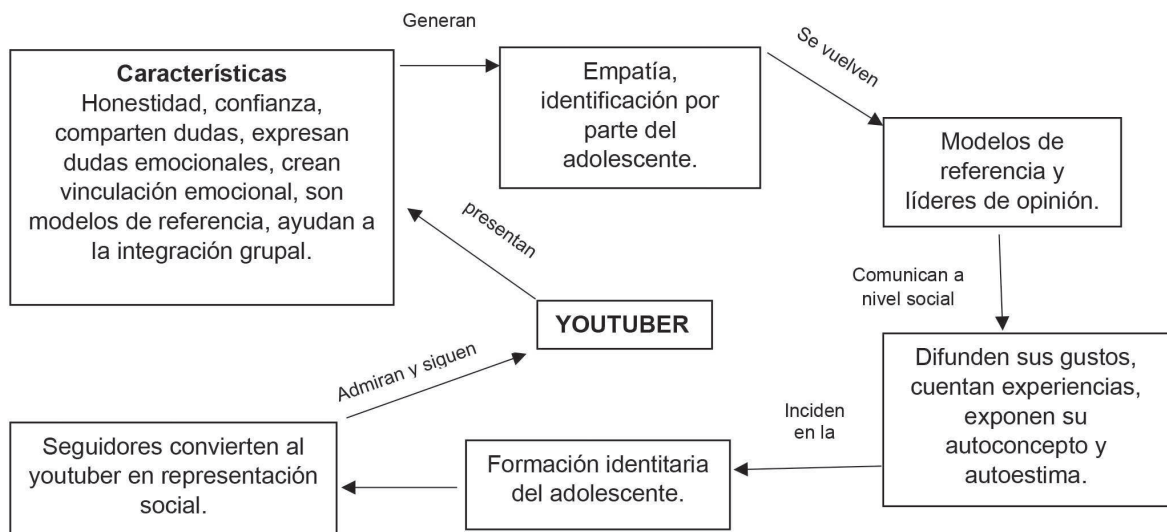 Generan
Características
Honestidad, confianza,
comparten dudas, expresan
dudas emocionales, crean
vinculación emocional, son
modelos de referencia, ayudan a
la integración grupal.
Empatía,
identificación por
parte del
adolescente.
Se vuelven
Modelos de
referencia y
líderes de opinión.
presentan
Comunican a
nivel social
YOUTUBER
Admiran y siguen
Difunden sus gustos,
cuentan experiencias,
exponen su
autoconcepto y
autoestima.
Inciden
en la
Formación identitaria
del adolescente.
Seguidores convierten al
youtuber en representación
social.